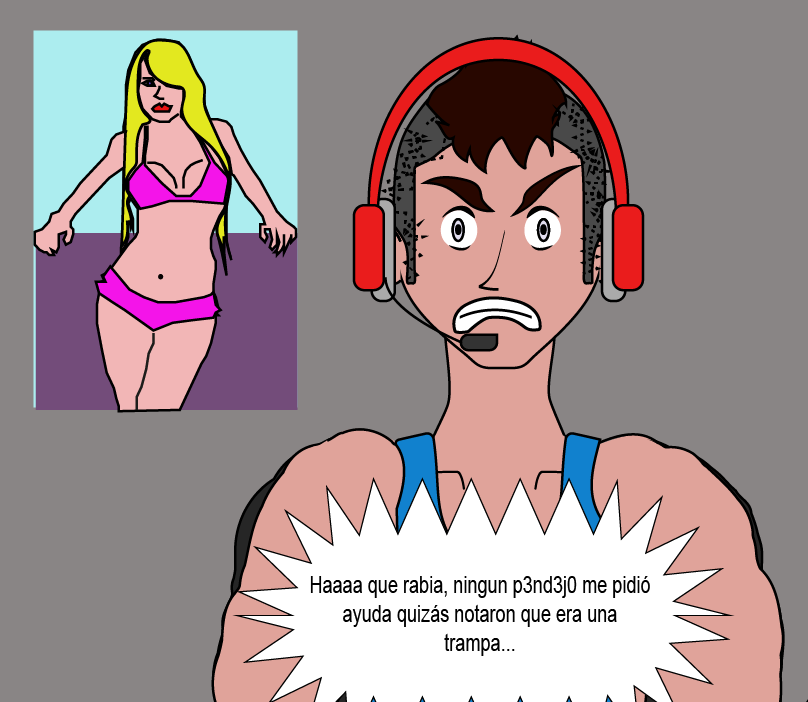 Haaaa que rabia, ningun p3nd3j0 me pidió
ayuda quizás notaron que era una
trampa...